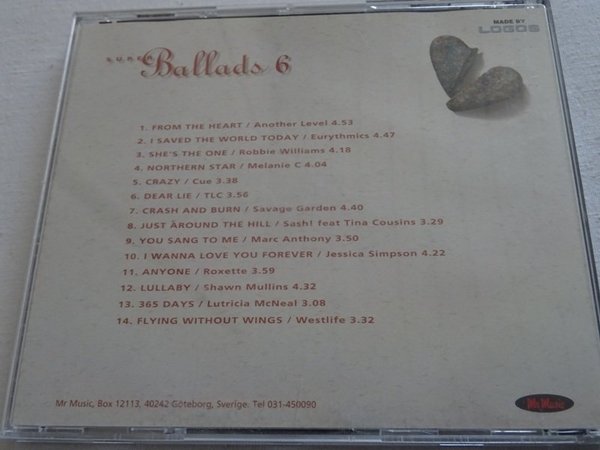 MADE BY
LOGOS
SUPER
Ballads 6
1. FROM THE HEART / Another Level 4.53
2. I SAVED THE WORLD TODAY / Eurythmics 4.47
3. SHE'S THE ONE / Robbie Williams 4.18
4. NORTHERN STAR / Melanie C 4.04
5. CRAZY / Cue 3.38
6. DEAR LIE / TLC 3.56
7. CRASH AND BURN / Savage Garden 4.40
8. JUST AROUND THE HILL / Sash! feat Tina Cousins 3.29
9. YOU SANG TO ME / Marc Anthony 3.50
10. I WANNA LOVE YOU FOREVER / Jessica Simpson 4.22
11. ANYONE / Roxette 3.59
12. LULLABY / Shawn Mullins 4.32
13. 365 DAYS / Lutricia McNeal 3.08
14. FLYING WITHOUT WINGS / Westlife 3.32
Mr Music, Box 12113, 40242 Göteborg, Sverige. Tel 031-450090
Mr Music